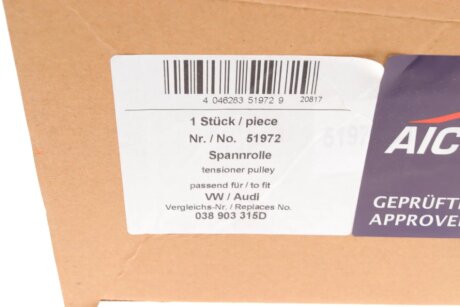 4 046263 51972 9 20817
1 Stück / piece
Nr. / No. 51972
Spannrolle
tensioner pulley
passend für / to fit
VW / Audi
Vergleichs-Nr. / Replaces No.
038 903 315D
AIC
GEPRÜFT
APPROVE